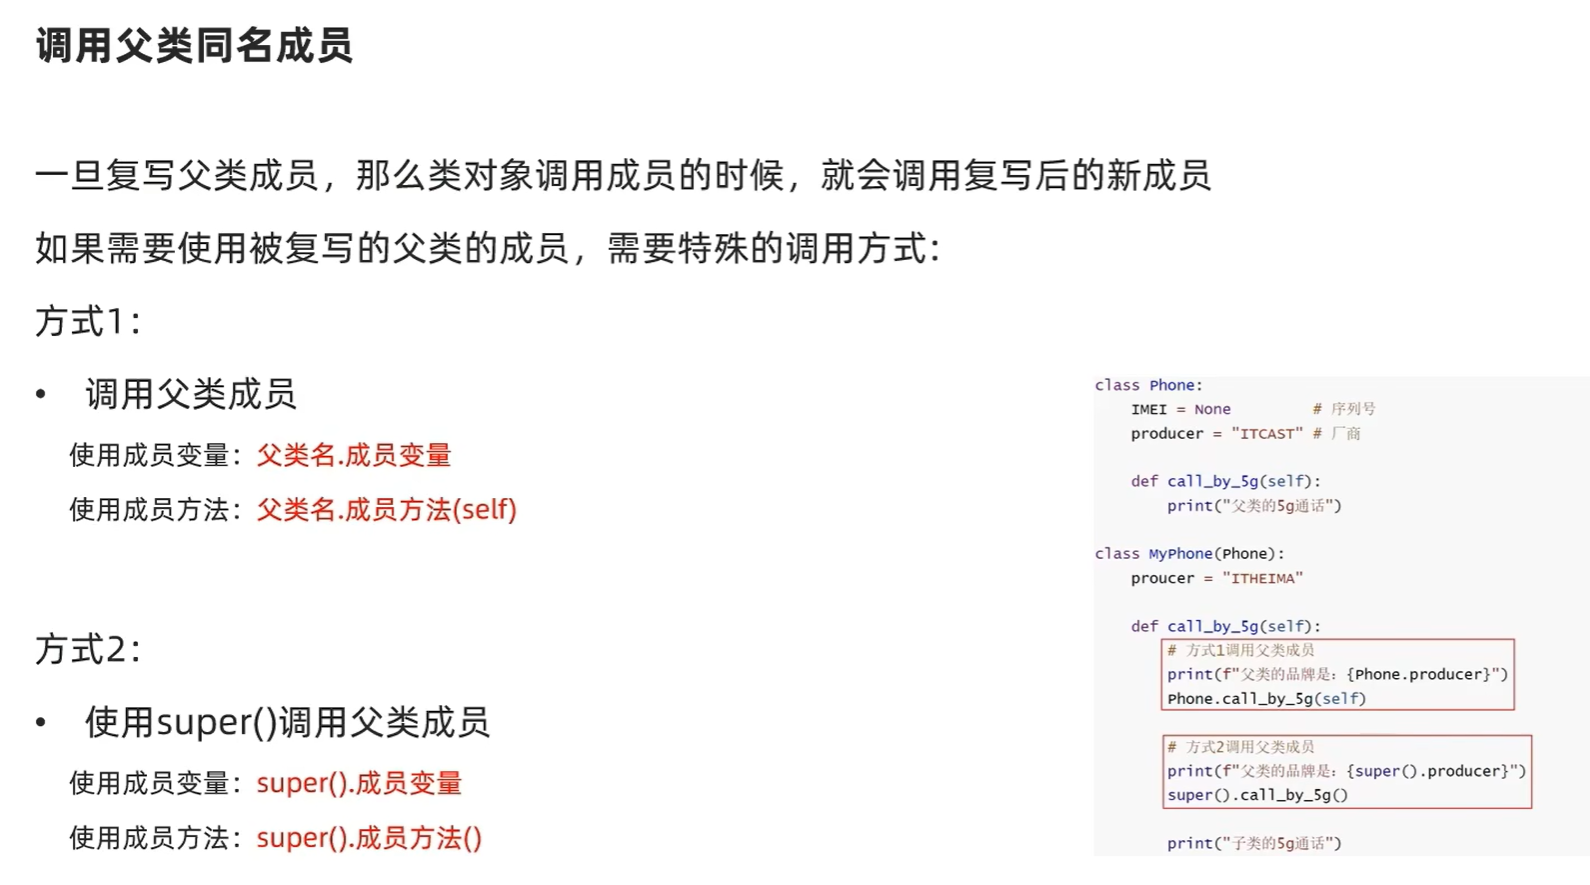 调用父类同名成员
一旦复写父类成员，那么类对象调用成员的时候，就会调用复写后的新成员
如果需要使用被复写的父类的成员，需要特殊的调用方式：
方式1：
• 调用父类成员
使用成员变量：父类名.成员变量
使用成员方法：父类名.成员方法(self)
方式2：
• 使用super()调用父类成员
使用成员变量：super().成员变量
使用成员方法：super().成员方法()
class Phone:
    IMEI = None         # 序列号
    producer = "ITCAST" # 厂商
    def call_by_5g(self):
        print("父类的5g通话")
class MyPhone(Phone):
    proucer = "ITHEIMA"
    def call_by_5g(self):
        # 方式1调用父类成员
        print(f"父类的品牌是：{Phone.producer}")
        Phone.call_by_5g(self)
        # 方式2调用父类成员
        print(f"父类的品牌是：{super().producer}")
        super().call_by_5g()
        print("子类的5g通话")